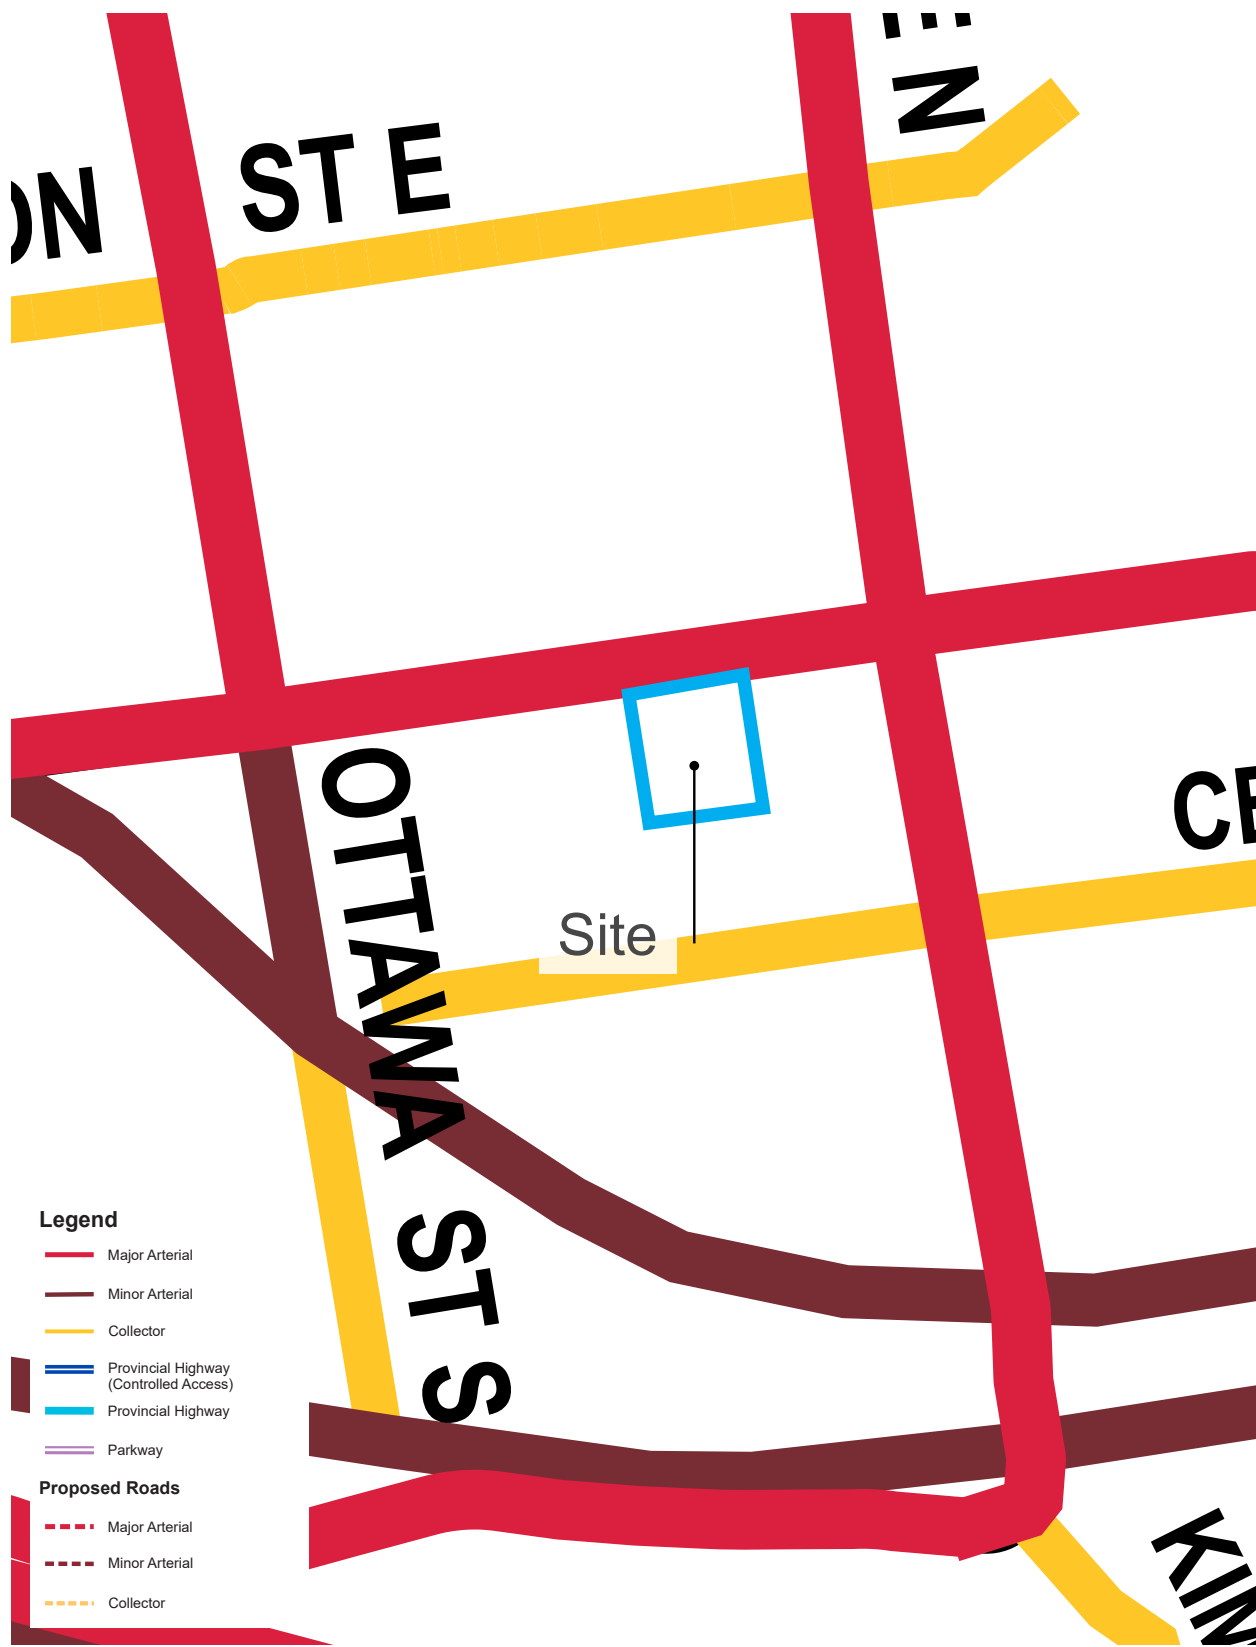 ST E
N
OTTAWA ST S
Site
Legend
Major Arterial
Minor Arterial
Collector
Provincial Highway
(Controlled Access)
Provincial Highway
Parkway
Proposed Roads
Major Arterial
Minor Arterial
Collector